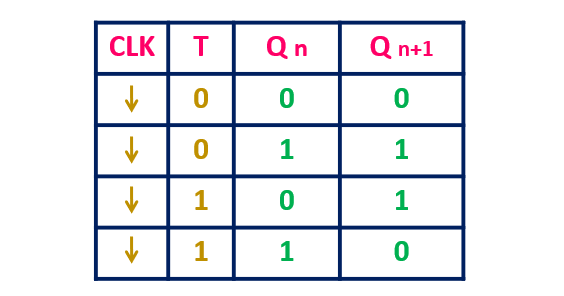 CLK T Q n Q n+1
↓ 0 0 0
↓ 0 1 1
↓ 1 0 1
↓ 1 1 0